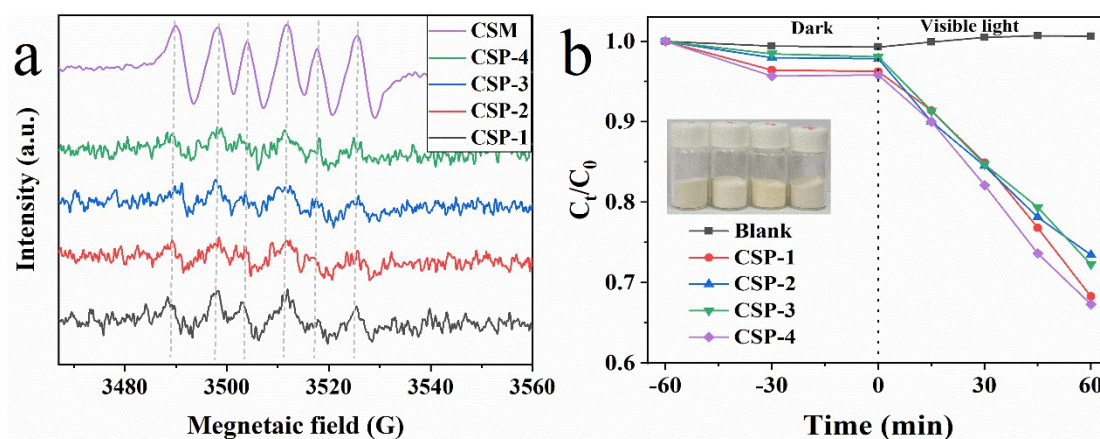 a
CSM
CSP-4
CSP-3
CSP-2
CSP-1
Intensity (a.u.)
3480 3500 3520 3540 3560
Megnetaic field (G)
b
Dark Visible light
1.0
0.9
0.8
0.7
0.6
Cₜ/C₀
Blank
CSP-1
CSP-2
CSP-3
CSP-4
-60 -30 0 30 60
Time (min)